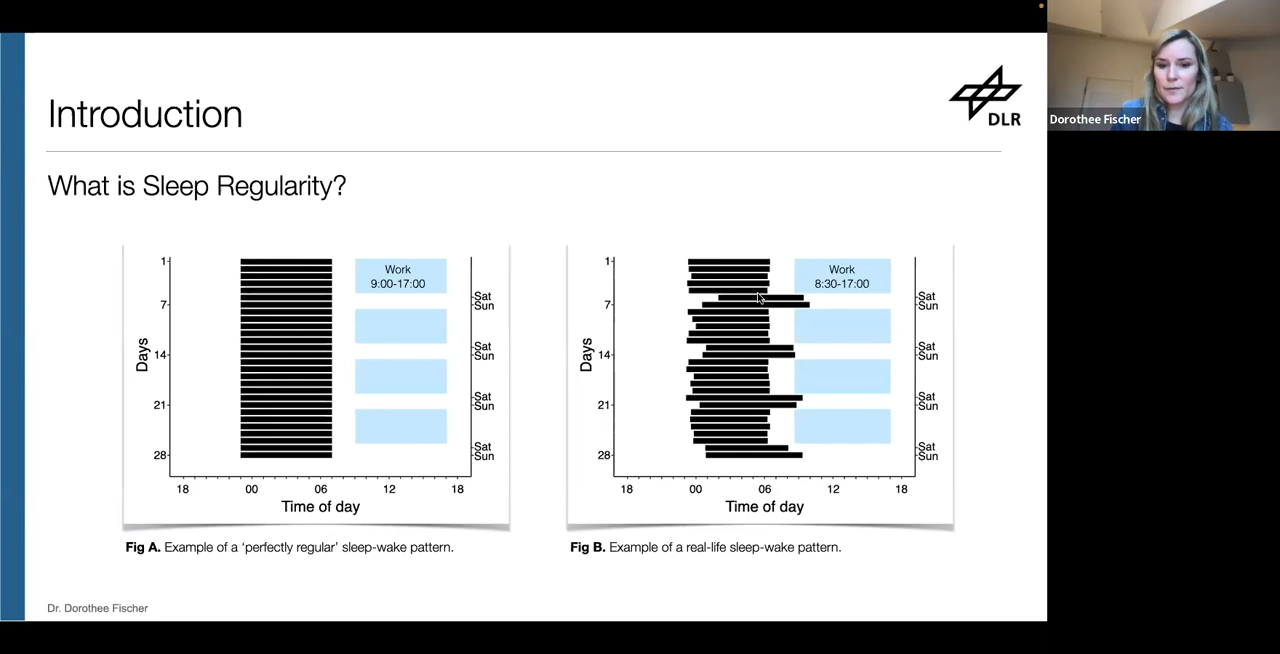 Introduction
DLR
Dorothee Fischer
What is Sleep Regularity?
1
7
14
21
28
Days
Work
9:00-17:00
Sat
Sun
Sat
Sun
Sat
Sun
Sat
Sun
18 00 06 12 18
Time of day
Fig A. Example of a ‘perfectly regular’ sleep-wake pattern.
1
7
14
21
28
Days
Work
8:30-17:00
Sat
Sun
Sat
Sun
Sat
Sun
Sat
Sun
18 00 06 12 18
Time of day
Fig B. Example of a real-life sleep-wake pattern.
Dr. Dorothee Fischer